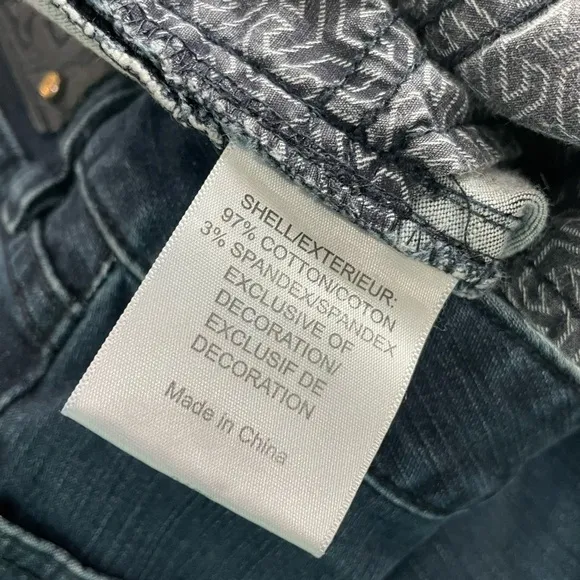 SHELL/EXTERIEUR:
97% COTTON/COTON
3% SPANDEX/SPANDEX
EXCLUSIVE OF
DECORATION/
EXCLUSIF DE
DECORATION
Made in China